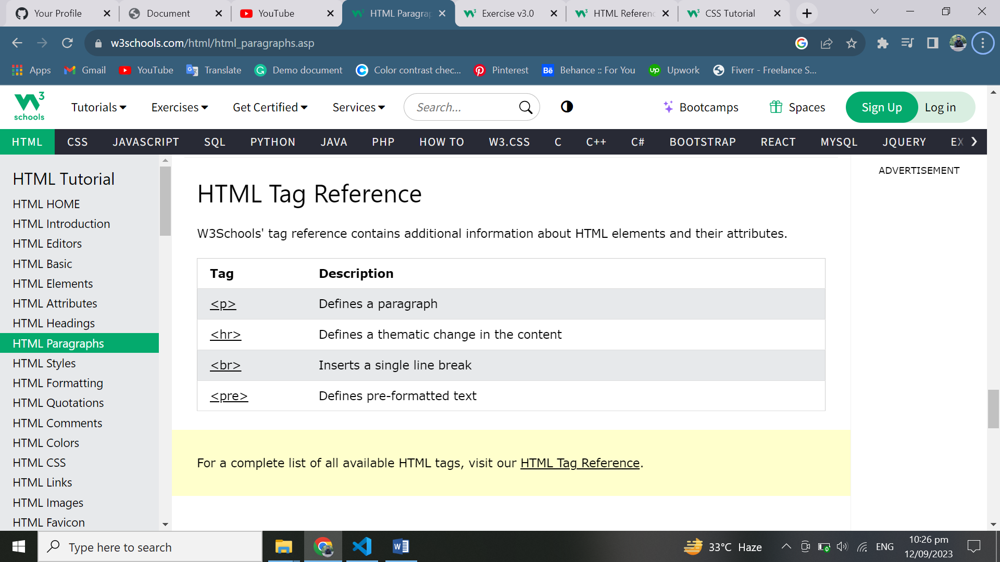 Your Profile
Document
YouTube
HTML Paragrap
Exercise v3.0
HTML Referenc
CSS Tutorial
w3schools.com/html/html_paragraphs.asp
Apps
Gmail
YouTube
Translate
Demo document
Color contrast chec...
Pinterest
Behance :: For You
Upwork
Fiverr - Freelance S...
W3 schools
Tutorials
Exercises
Get Certified
Services
Search...
Bootcamps
Spaces
Sign Up
Log in
HTML CSS JAVASCRIPT SQL PYTHON JAVA PHP HOW TO W3.CSS C C++ C# BOOTSTRAP REACT MYSQL JQUERY EX
HTML Tutorial
HTML HOME
HTML Introduction
HTML Editors
HTML Basic
HTML Elements
HTML Attributes
HTML Headings
HTML Paragraphs
HTML Styles
HTML Formatting
HTML Quotations
HTML Comments
HTML Colors
HTML CSS
HTML Links
HTML Images
HTML Favicon
HTML Tag Reference
W3Schools' tag reference contains additional information about HTML elements and their attributes.
Tag Description
<p> Defines a paragraph
<hr> Defines a thematic change in the content
<br> Inserts a single line break
<pre> Defines pre-formatted text
For a complete list of all available HTML tags, visit our HTML Tag Reference.
ADVERTISEMENT
Type here to search
33°C Haze
ENG
10:26 pm
12/09/2023